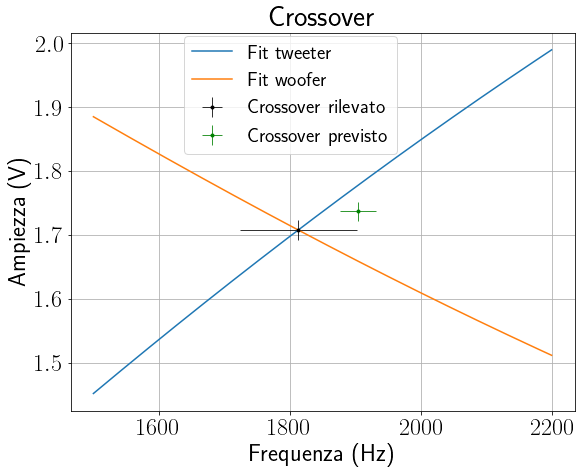 Crossover
Fit tweeter
Fit woofer
Crossover rilevato
Crossover previsto
Ampiezza (V)
2.0
1.9
1.8
1.7
1.6
1.5
1600
1800
2000
2200
Frequenza (Hz)